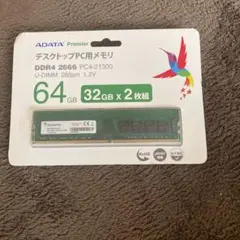 ADATA Premier
デスクトップPC用メモリ
DDR4 2666 PC4-21300
U-DIMM 288pin 1.2V
64GB
32GB X 2枚組